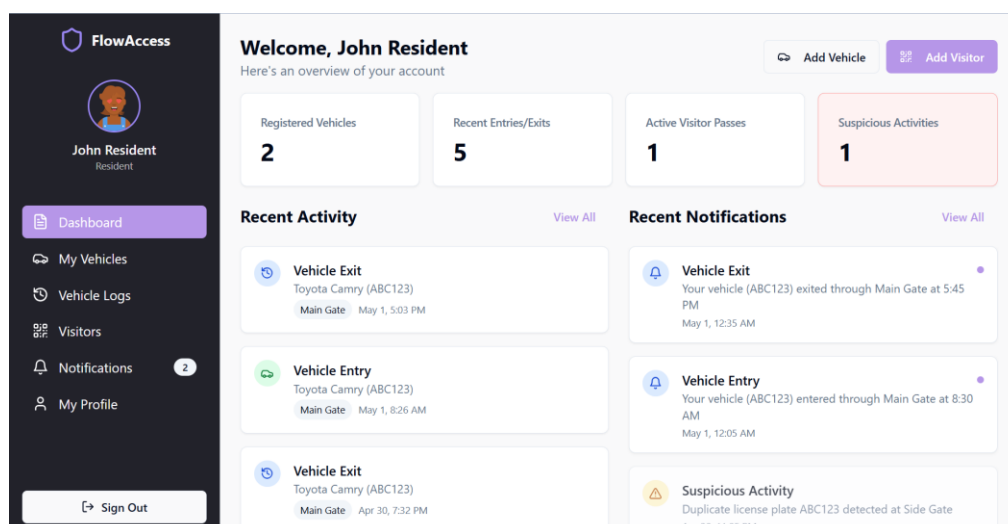 FlowAccess
John Resident
Resident
Dashboard
My Vehicles
Vehicle Logs
Visitors
Notifications 2
My Profile
Sign Out
Welcome, John Resident
Here's an overview of your account
Add Vehicle
Add Visitor
Registered Vehicles
2
Recent Entries/Exits
5
Active Visitor Passes
1
Suspicious Activities
1
Recent Activity
View All
Vehicle Exit
Toyota Camry (ABC123)
Main Gate May 1, 5:03 PM
Vehicle Entry
Toyota Camry (ABC123)
Main Gate May 1, 8:26 AM
Vehicle Exit
Toyota Camry (ABC123)
Main Gate Apr 30, 7:32 PM
Recent Notifications
View All
Vehicle Exit
Your vehicle (ABC123) exited through Main Gate at 5:45
PM
May 1, 12:35 AM
Vehicle Entry
Your vehicle (ABC123) entered through Main Gate at 8:30
AM
May 1, 12:05 AM
Suspicious Activity
Duplicate license plate ABC123 detected at Side Gate